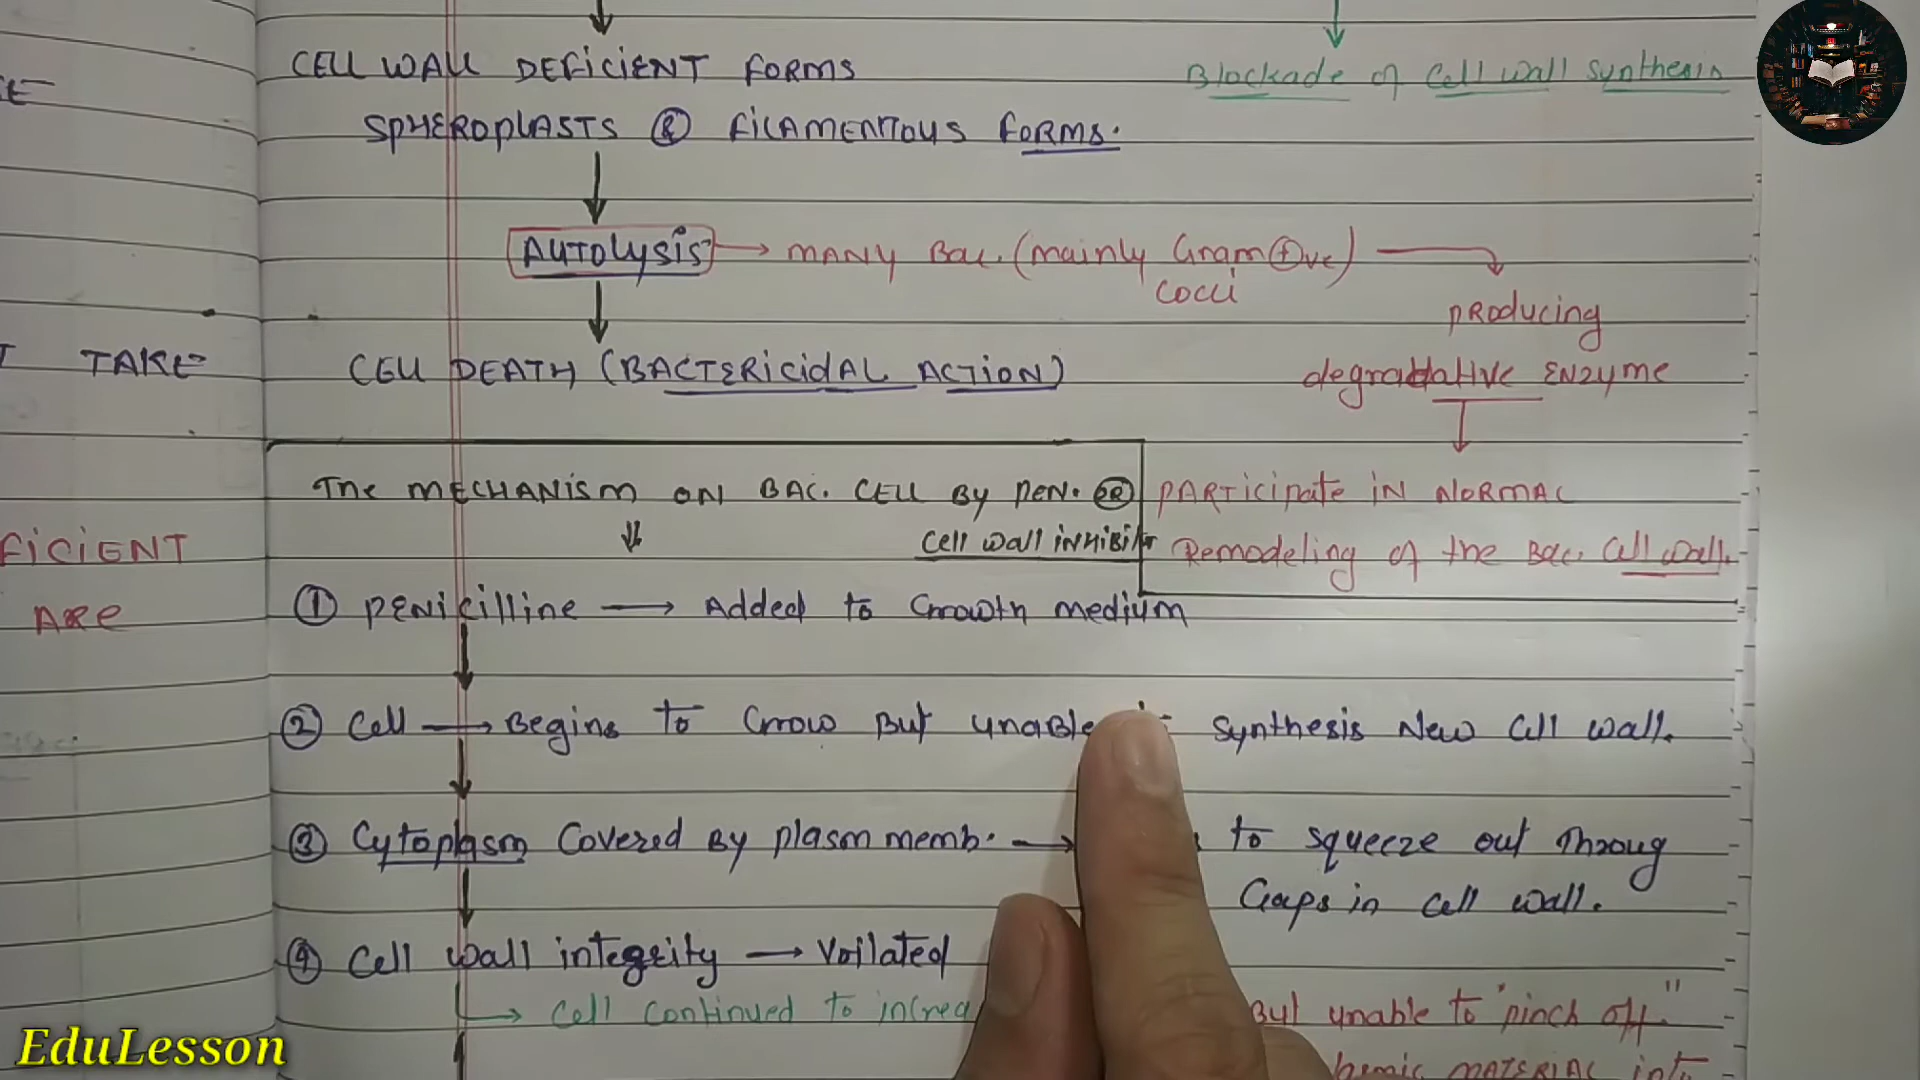 CELL WALL DEFICIENT FORMS
Blockade of Cell wall synthesis
SPHEROPLASTS & FILAMENTOUS FORMS.
AUTOLYSIS → MANY Bac. (mainly Gram +ve)
cocci
PRODUCING
degradative ENZYME
TAKE
CELL DEATH (BACTERICIDAL ACTION)
The MECHANISM ON BAC. CELL BY PEN. OR
cell wall inhibitor
PARTICIPATE IN NORMAL
Remodeling of the Bac. Cell wall.
FICIENT
ARE
① PENICILLINE → Added to Growth medium
② Cell → Begins to Grow But unable synthesis New Cell wall.
③ Cytoplasm Covered By plasm memb. → to squeeze out Throug
Gaps in cell wall.
④ Cell wall integrity → Voilated
→ Cell continued to increa
But unable to "pinch off"
MATERIAL into
EduLesson